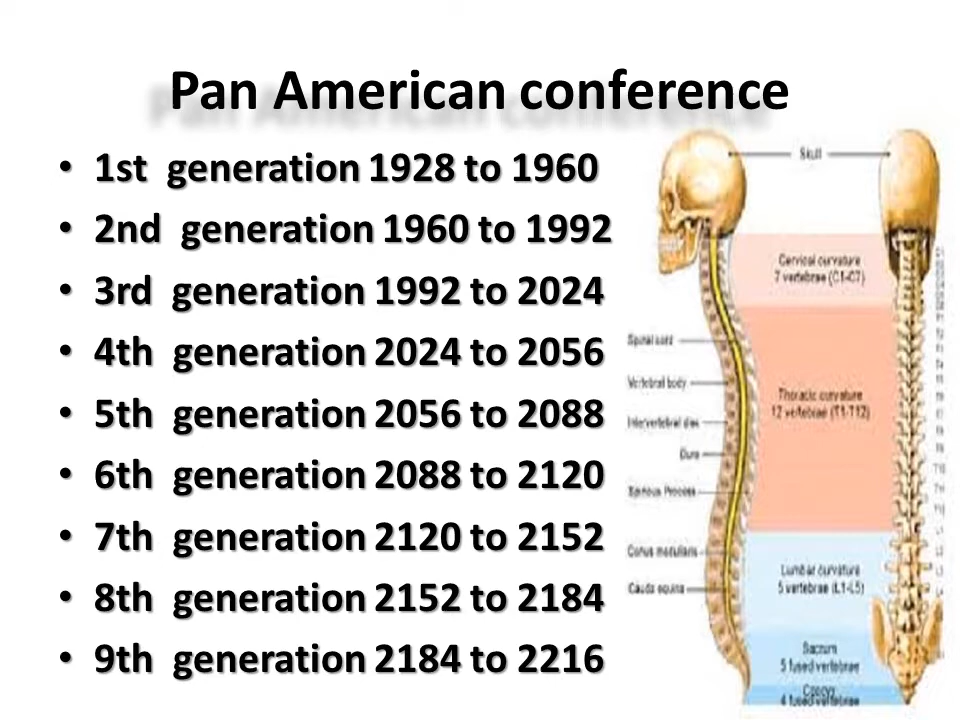 Pan American conference
• 1st generation 1928 to 1960
• 2nd generation 1960 to 1992
• 3rd generation 1992 to 2024
• 4th generation 2024 to 2056
• 5th generation 2056 to 2088
• 6th generation 2088 to 2120
• 7th generation 2120 to 2152
• 8th generation 2152 to 2184
• 9th generation 2184 to 2216
Skull
Cervical curvature
7 vertebrae (C1-C7)
Spinal cord
Vertebral body
Intervertebral disc
Dura
Spinous Process
Conus medullaris
Cauda equina
Thoracic curvature
12 vertebrae (T1-T12)
Lumbar curvature
5 vertebrae (L1-L5)
Sacrum
5 fused vertebrae
Coccyx
4 fused vertebrae